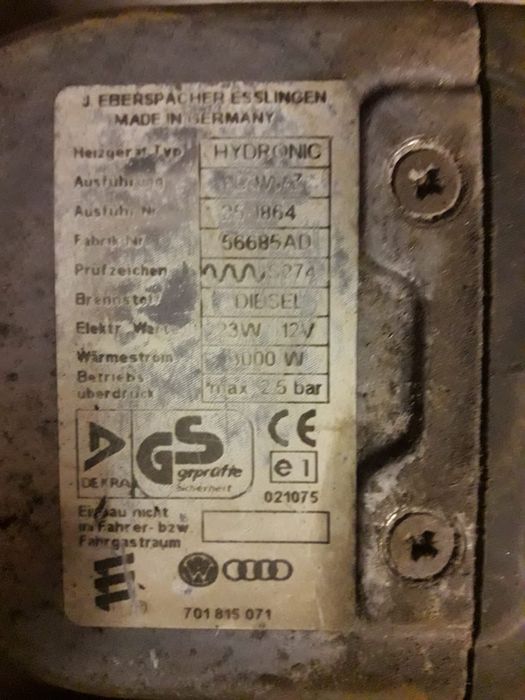 J. EBERSPÄCHER ESSLINGEN
MADE IN GERMANY
Heizgerät Typ HYDRONIC
Ausführung
Ausführ. Nr.
Fabrik Nr. 56685AD
Prüfzeichen S274
Brennstoff DIESEL
Elektr. Wert 23W 12V
Wärmestrom W
Betriebs
überdruck max. 2.5 bar
DEKRA
GS
geprüfte
Sicherheit
CE
e1
021075
Einbau nicht
im Fahrer- bzw.
Fahrgastraum
701 815 071